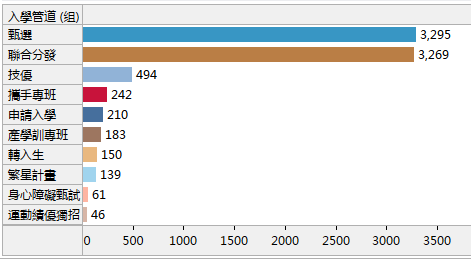 入學管道 (組)
甄選 3,295
聯合分發 3,269
技優 494
攜手專班 242
申請入學 210
產學訓專班 183
轉入生 150
繁星計畫 139
身心障礙甄試 61
運動績優獨招 46
0 500 1000 1500 2000 2500 3000 3500